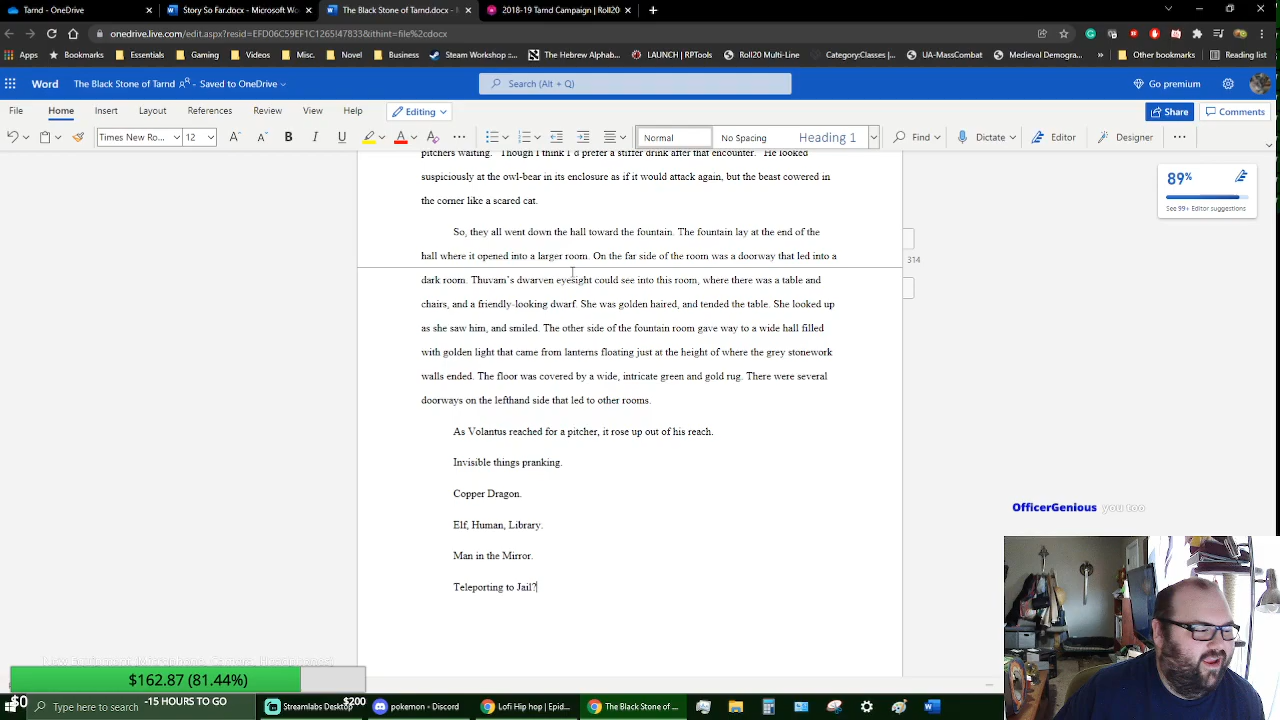 Tarnd - OneDrive
Story So Far.docx - Microsoft Wo
The Black Stone of Tarnd.docx -
2018-19 Tarnd Campaign | Roll20
onedrive.live.com/edit.aspx?resid=EFD06C59EF1C1265!47833&ithint=file%2cdocx
Apps Bookmarks Essentials Gaming Videos Misc. Novel Business Steam Workshop :... The Hebrew Alphab... LAUNCH | RPTools Roll20 Multi-Line Category:Classes |... UA-MassCombat Medieval Demogra... » Other bookmarks Reading list
Word The Black Stone of Tarnd.docx - Saved to OneDrive Search (Alt + Q) Go premium
File Home Insert Layout References Review View Help Editing Share Comments
Times New Ro... 12 Normal No Spacing Heading 1 Find Dictate Editor Designer
pitchers waiting. "Though I think I'd prefer a stiffer drink after that encounter." He looked
suspiciously at the owl-bear in its enclosure as if it would attack again, but the beast cowered in
the corner like a scared cat.
So, they all went down the hall toward the fountain. The fountain lay at the end of the
hall where it opened into a larger room. On the far side of the room was a doorway that led into a
dark room. Thuvam's dwarven eyesight could see into this room, where there was a table and
chairs, and a friendly-looking dwarf. She was golden haired, and tended the table. She looked up
as she saw him, and smiled. The other side of the fountain room gave way to a wide hall filled
with golden light that came from lanterns floating just at the height of where the grey stonework
walls ended. The floor was covered by a wide, intricate green and gold rug. There were several
doorways on the lefthand side that led to other rooms.
As Volantus reached for a pitcher, it rose up out of his reach.
Invisible things pranking.
Copper Dragon.
Elf, Human, Library.
Man in the Mirror.
Teleporting to Jail?
89%
See 99+ Editor suggestions
314
OfficerGenious you too
$162.87 (81.44%)
$0 -15 HOURS TO GO $200
Type here to search
Streamlabs Desktop
pokemon - Discord
Lofi Hip hop | Epid...
The Black Stone of ...